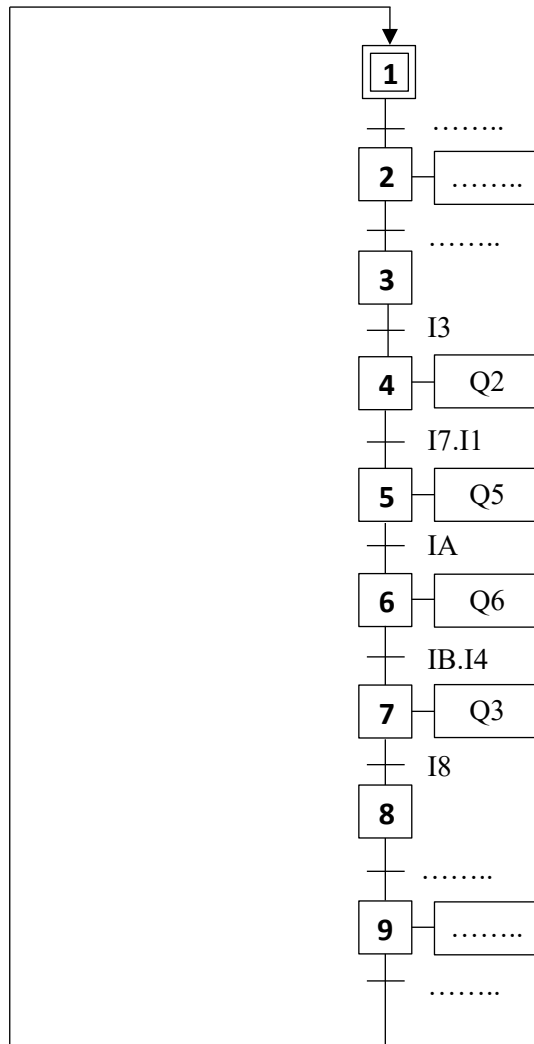 1
……..
2 ……..
……..
3
I3
4 Q2
I7.I1
5 Q5
IA
6 Q6
IB.I4
7 Q3
I8
8
……..
9 ……..
……..